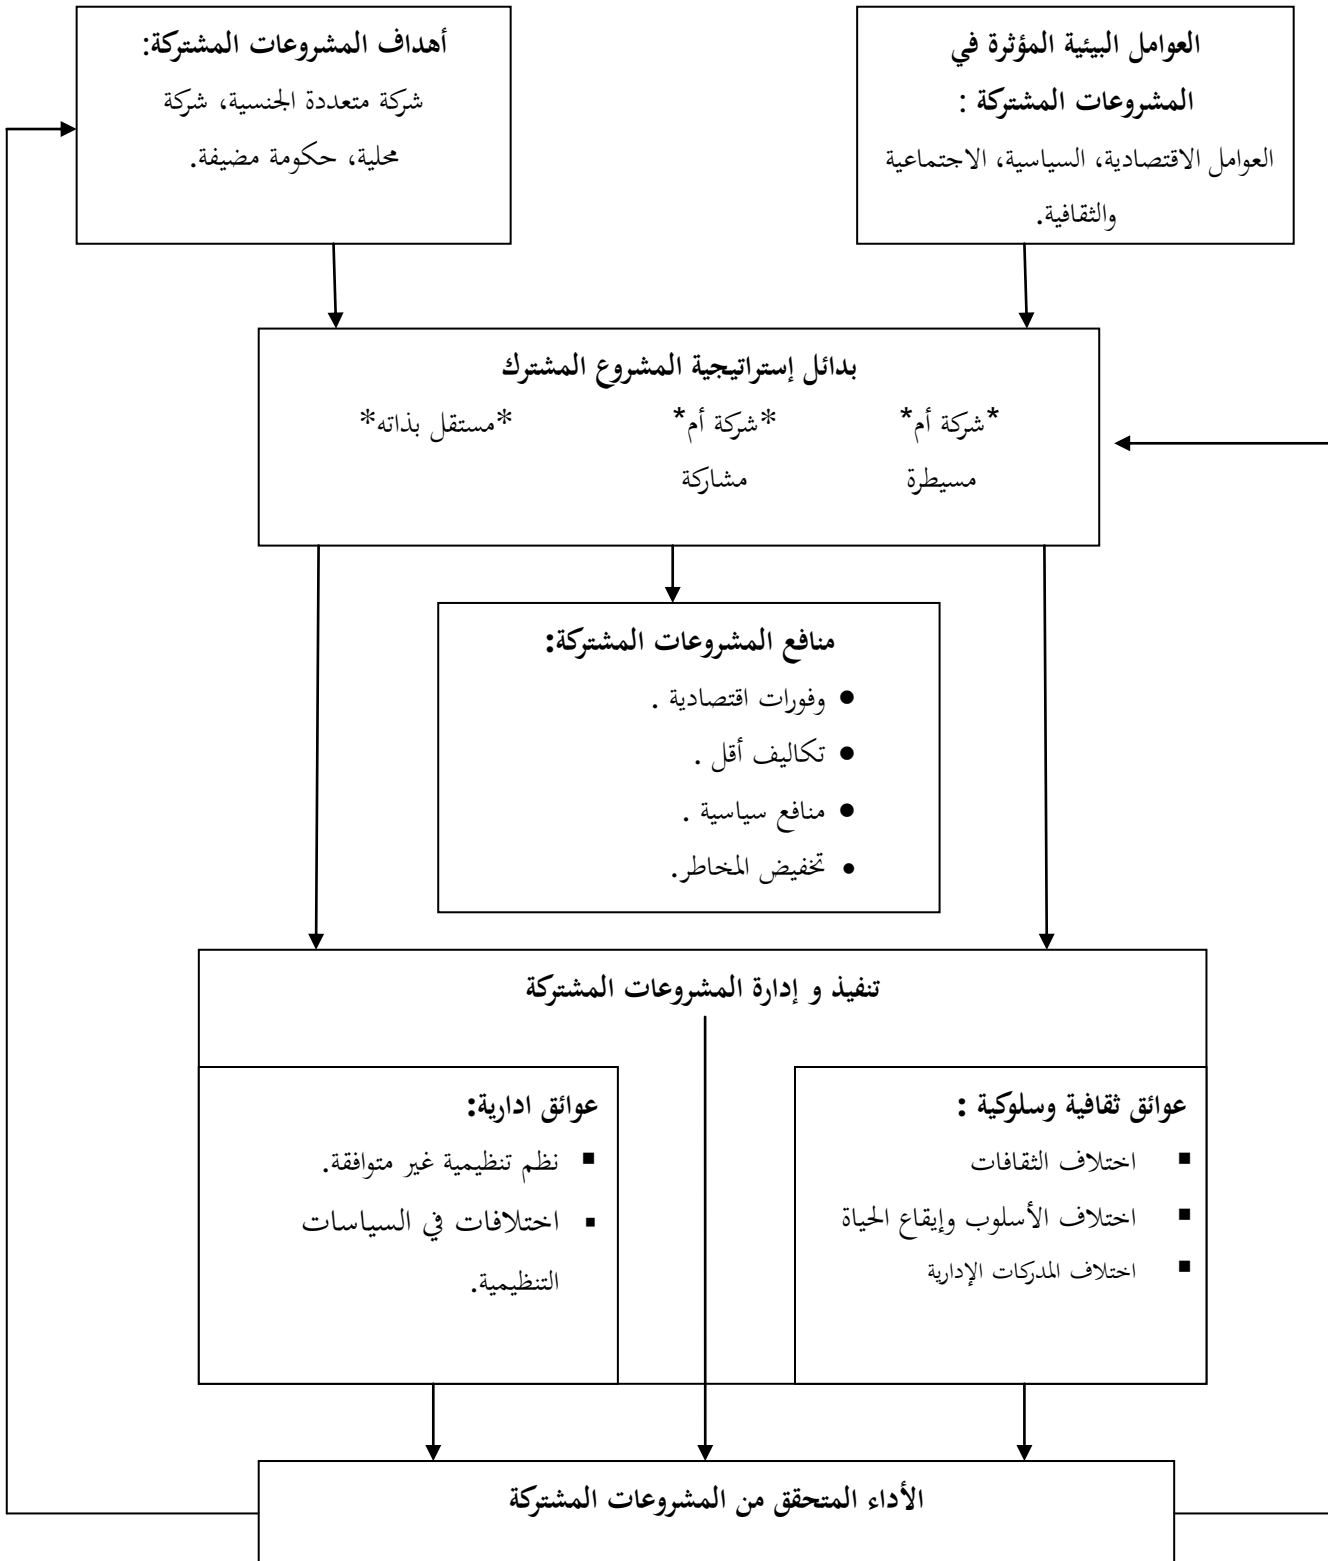 العوامل البيئية المؤثرة في
المشروعات المشتركة :
العوامل الاقتصادية، السياسية، الاجتماعية
والثقافية.
أهداف المشروعات المشتركة:
شركة متعددة الجنسية، شركة
محلية، حكومة مضيفة.
بدائل إستراتيجية المشروع المشترك
*شركة أم* *شركة أم* *مستقل بذاته*
مسيطرة مشاركة
منافع المشروعات المشتركة:
• وفورات اقتصادية .
• تكاليف أقل .
• منافع سياسية .
• تخفيض المخاطر.
تنفيذ و إدارة المشروعات المشتركة
عوائق ثقافية وسلوكية :
▪ اختلاف الثقافات
▪ اختلاف الأسلوب وإيقاع الحياة
▪ اختلاف المدركات الإدارية
عوائق ادارية:
▪ نظم تنظيمية غير متوافقة.
▪ اختلافات في السياسات
التنظيمية.
الأداء المتحقق من المشروعات المشتركة